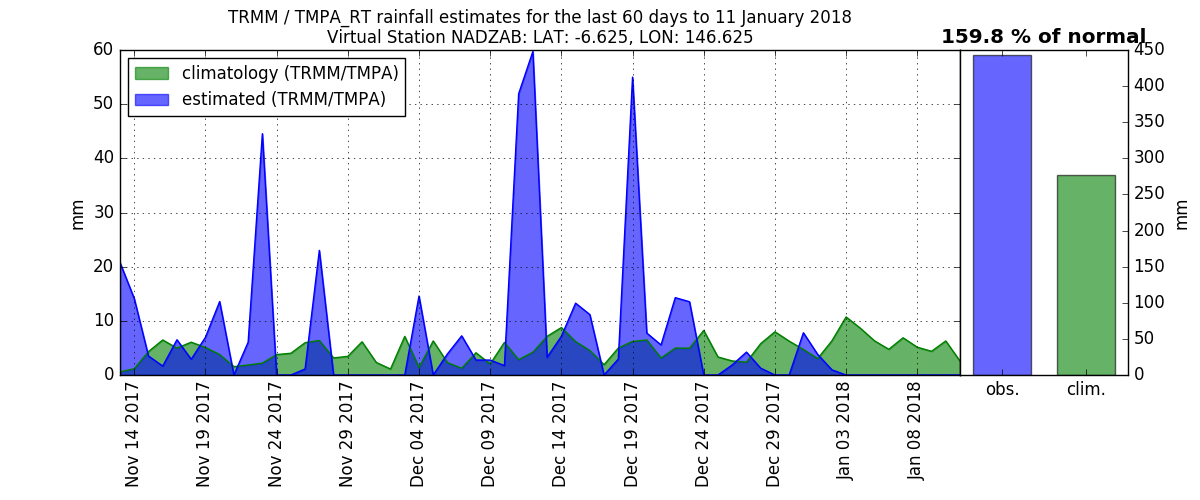 TRMM / TMPA_RT rainfall estimates for the last 60 days to 11 January 2018
Virtual Station NADZAB: LAT: -6.625, LON: 146.625
159.8 % of normal
climatology (TRMM/TMPA)
estimated (TRMM/TMPA)
mm
60
50
40
30
20
10
0
Nov 14 2017
Nov 19 2017
Nov 24 2017
Nov 29 2017
Dec 04 2017
Dec 09 2017
Dec 14 2017
Dec 19 2017
Dec 24 2017
Dec 29 2017
Jan 03 2018
Jan 08 2018
obs.
clim.
450
400
350
300
250
200
150
100
50
0
mm